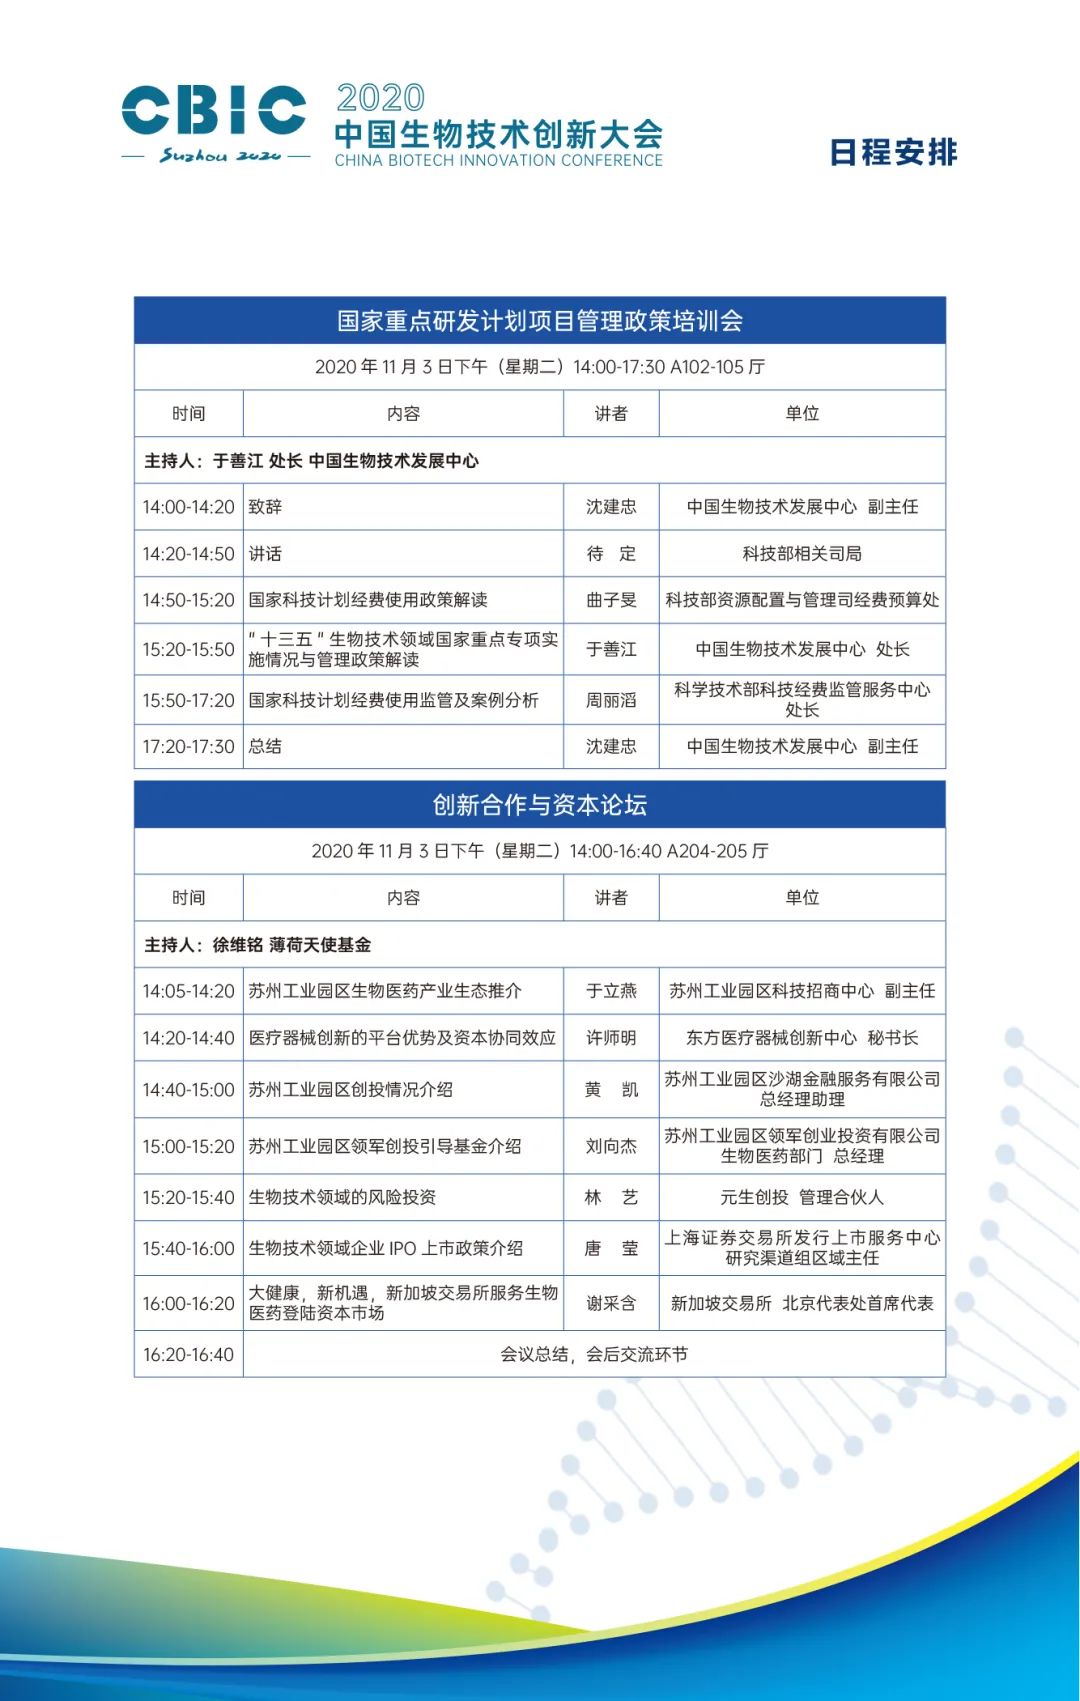 CBIC
Suzhou 2020
2020
中国生物技术创新大会
CHINA BIOTECH INNOVATION CONFERENCE
日程安排
国家重点研发计划项目管理政策培训会
2020 年 11 月 3 日下午（星期二）14:00-17:30 A102-105 厅
时间 内容 讲者 单位
主持人：于善江 处长 中国生物技术发展中心
14:00-14:20 致辞 沈建忠 中国生物技术发展中心 副主任
14:20-14:50 讲话 待 定 科技部相关司局
14:50-15:20 国家科技计划经费使用政策解读 曲子旻 科技部资源配置与管理司经费预算处
15:20-15:50 " 十三五 " 生物技术领域国家重点专项实
施情况与管理政策解读 于善江 中国生物技术发展中心 处长
15:50-17:20 国家科技计划经费使用监管及案例分析 周丽滔 科学技术部科技经费监管服务中心
处长
17:20-17:30 总结 沈建忠 中国生物技术发展中心 副主任
创新合作与资本论坛
2020 年 11 月 3 日下午（星期二）14:00-16:40 A204-205 厅
时间 内容 讲者 单位
主持人：徐维铭 薄荷天使基金
14:05-14:20 苏州工业园区生物医药产业生态推介 于立燕 苏州工业园区科技招商中心 副主任
14:20-14:40 医疗器械创新的平台优势及资本协同效应 许师明 东方医疗器械创新中心 秘书长
14:40-15:00 苏州工业园区创投情况介绍 黄 凯 苏州工业园区沙湖金融服务有限公司
总经理助理
15:00-15:20 苏州工业园区领军创投引导基金介绍 刘向杰 苏州工业园区领军创业投资有限公司
生物医药部门 总经理
15:20-15:40 生物技术领域的风险投资 林 艺 元生创投 管理合伙人
15:40-16:00 生物技术领域企业 IPO 上市政策介绍 唐 莹 上海证券交易所发行上市服务中心
研究渠道组区域主任
16:00-16:20 大健康，新机遇，新加坡交易所服务生物
医药登陆资本市场 谢采含 新加坡交易所 北京代表处首席代表
16:20-16:40 会议总结，会后交流环节